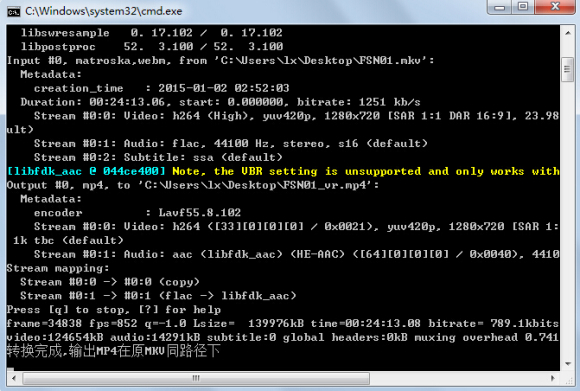 C:\Windows\system32\cmd.exe
libswresample 0. 17.102 / 0. 17.102
libpostproc 52. 3.100 / 52. 3.100
Input #0, matroska,webm, from 'C:\Users\lx\Desktop\FSN01.mkv':
Metadata:
creation_time : 2015-01-02 02:52:03
Duration: 00:24:13.06, start: 0.000000, bitrate: 1251 kb/s
Stream #0:0: Video: h264 (High), yuv420p, 1280x720 [SAR 1:1 DAR 16:9], 23.98
ult)
Stream #0:1: Audio: flac, 44100 Hz, stereo, s16 (default)
Stream #0:2: Subtitle: ssa (default)
[libfdk_aac @ 044ce400] Note, the VBR setting is unsupported and only works with
Output #0, mp4, to 'C:\Users\lx\Desktop\FSN01_vr.mp4':
Metadata:
encoder : Lavf55.8.102
Stream #0:0: Video: h264 ([33][0][0][0] / 0x0021), yuv420p, 1280x720 [SAR 1:
1k tbc (default)
Stream #0:1: Audio: aac (libfdk_aac) (HE-AAC) ([64][0][0][0] / 0x0040), 4410
Stream mapping:
Stream #0:0 -> #0:0 (copy)
Stream #0:1 -> #0:1 (flac -> libfdk_aac)
Press [q] to stop, [?] for help
frame=34838 fps=852 q=-1.0 Lsize= 139976kB time=00:24:13.08 bitrate= 789.1kbits
video:124654kB audio:14291kB subtitle:0 global headers:0kB muxing overhead 0.741
转换完成,输出MP4在原MKV同路径下